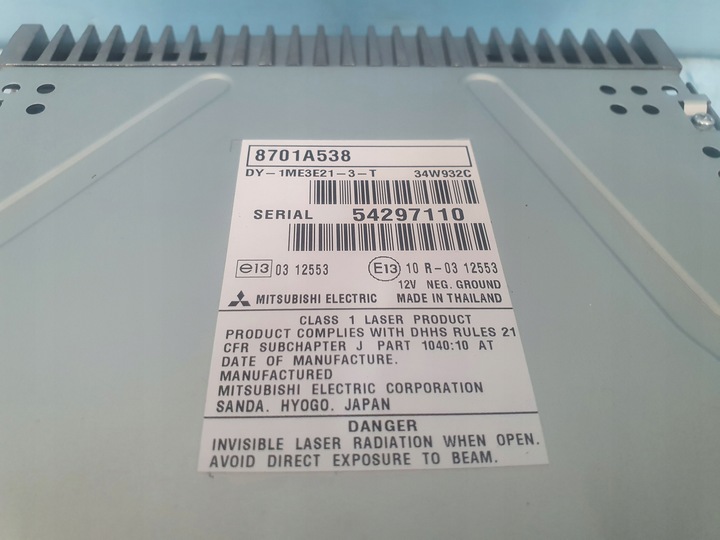 8701A538
DY-1ME3E21-3-T 34W932C
SERIAL 54297110
e13 03 12553 E13 10 R-03 12553
12V NEG. GROUND
MITSUBISHI ELECTRIC MADE IN THAILAND
CLASS 1 LASER PRODUCT
PRODUCT COMPLIES WITH DHHS RULES 21
CFR SUBCHAPTER J PART 1040:10 AT
DATE OF MANUFACTURE.
MANUFACTURED
MITSUBISHI ELECTRIC CORPORATION
SANDA. HYOGO. JAPAN
DANGER
INVISIBLE LASER RADIATION WHEN OPEN.
AVOID DIRECT EXPOSURE TO BEAM.